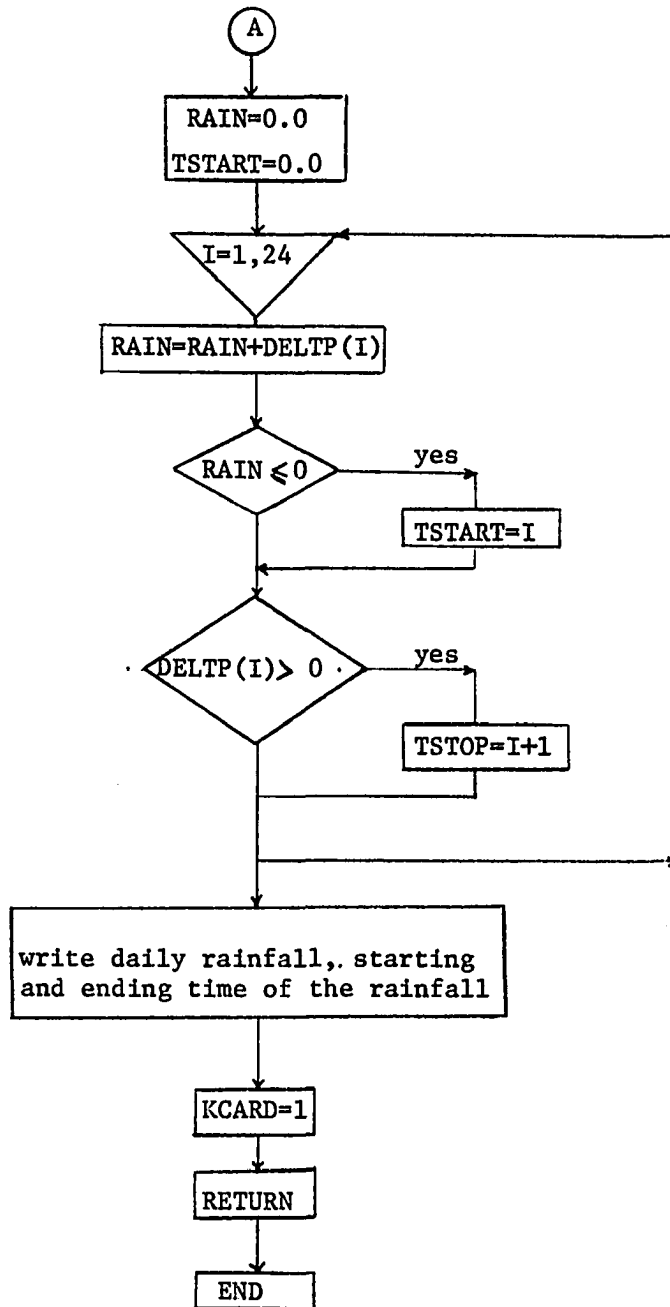 A
RAIN=0.0
TSTART=0.0
I=1,24
RAIN=RAIN+DELTP(I)
RAIN ⩽ 0
yes
TSTART=I
DELTP(I)> 0
yes
TSTOP=I+1
write daily rainfall,. starting
and ending time of the rainfall
KCARD=1
RETURN
END